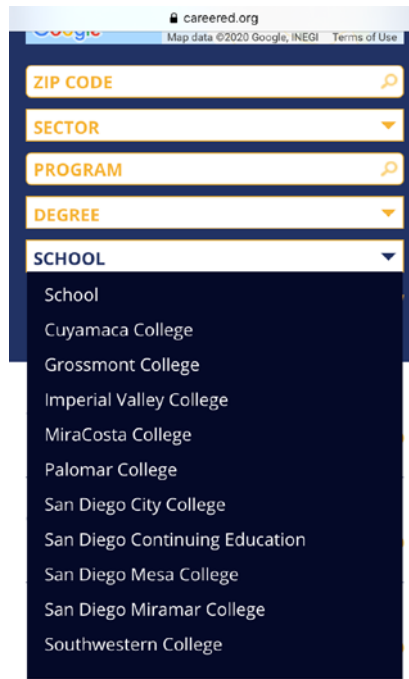 careered.org
Google
Map data ©2020 Google, INEGI Terms of Use
ZIP CODE
SECTOR
PROGRAM
DEGREE
SCHOOL
School
Cuyamaca College
Grossmont College
Imperial Valley College
MiraCosta College
Palomar College
San Diego City College
San Diego Continuing Education
San Diego Mesa College
San Diego Miramar College
Southwestern College